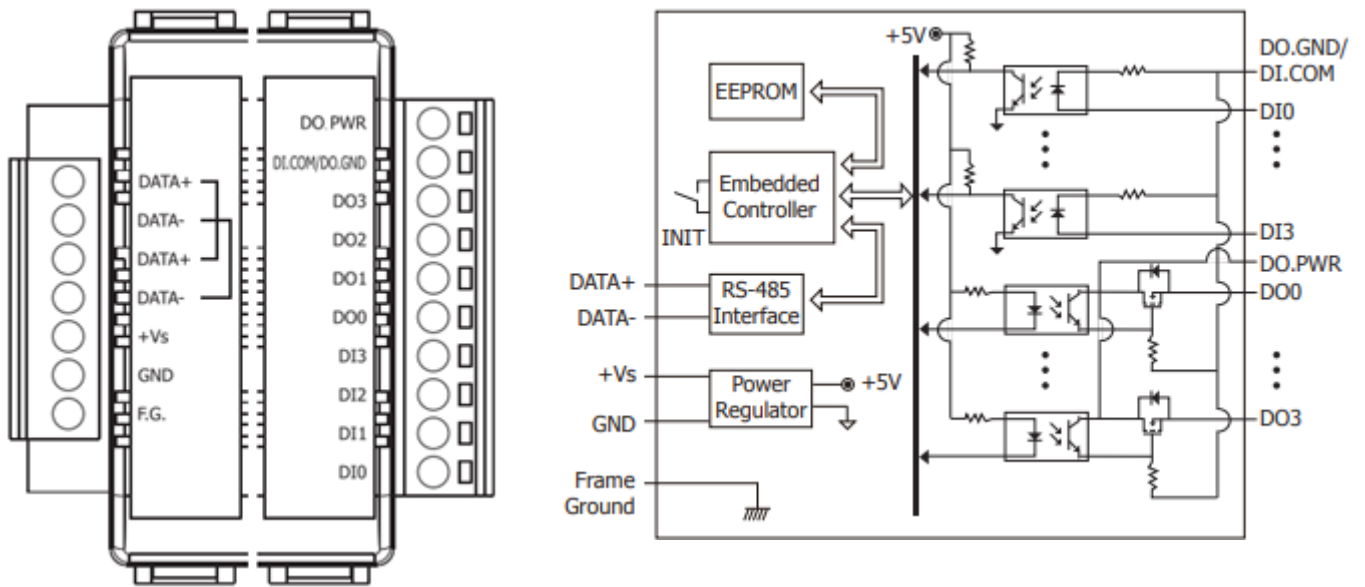 DATA+
DATA-
DATA+
DATA-
+Vs
GND
F.G.
DO.PWR
DI.COM/DO.GND
DO3
DO2
DO1
DO0
DI3
DI2
DI1
DI0
+5V
EEPROM
Embedded
Controller
INIT
DATA+
DATA-
RS-485
Interface
+Vs
GND
Power
Regulator
+5V
Frame
Ground
DO.GND/
DI.COM
DI0
DI3
DO.PWR
DO0
DO3